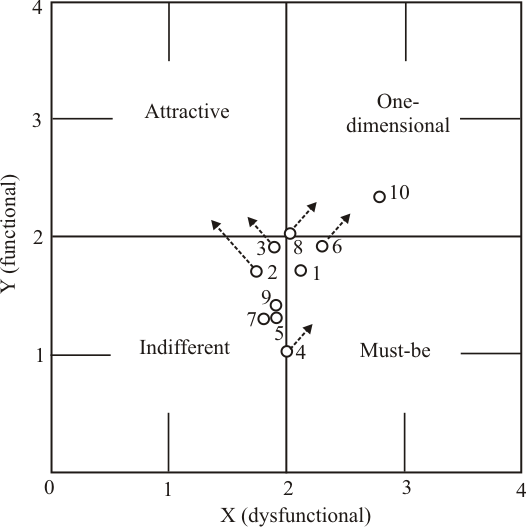 4
Attractive
One-
dimensional
3
10
Y (functional)
2
3
8
6
2
1
9
7
5
Indifferent
4
Must-be
1
0
1
2
3
4
X (dysfunctional)